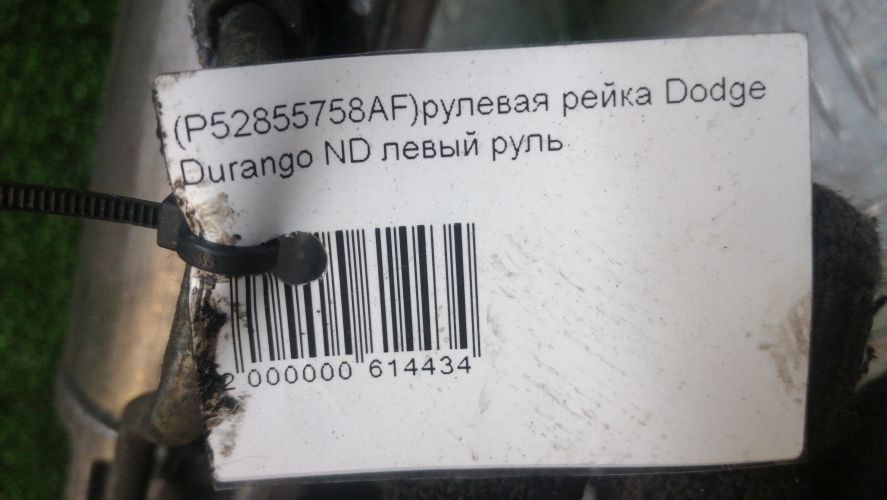 (P52855758AF)рулевая рейка Dodge
Durango ND левый руль
2 000000 614434